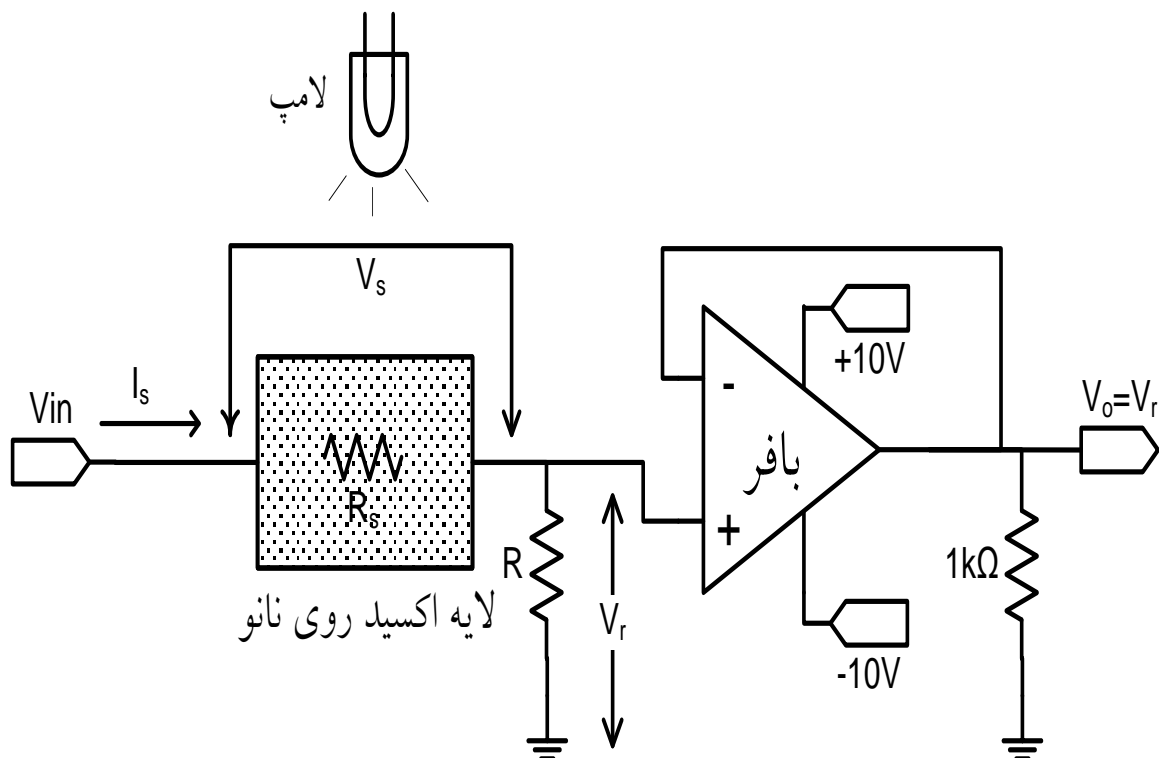 لامپ
Vs
Vin
Is
Rs
لایه اکسید روی نانو
R
Vr
-
+
بافر
+10V
-10V
1kΩ
Vo=Vr